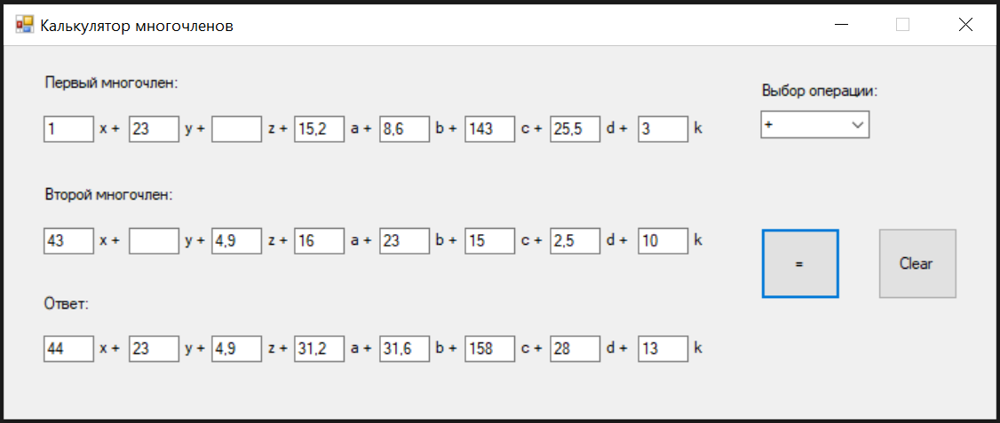 Калькулятор многочленов
Первый многочлен:
Выбор операции:
1 x + 23 y + z + 15,2 a + 8,6 b + 143 c + 25,5 d + 3 k
+
Второй многочлен:
43 x + y + 4,9 z + 16 a + 23 b + 15 c + 2,5 d + 10 k
= Clear
Ответ:
44 x + 23 y + 4,9 z + 31,2 a + 31,6 b + 158 c + 28 d + 13 k